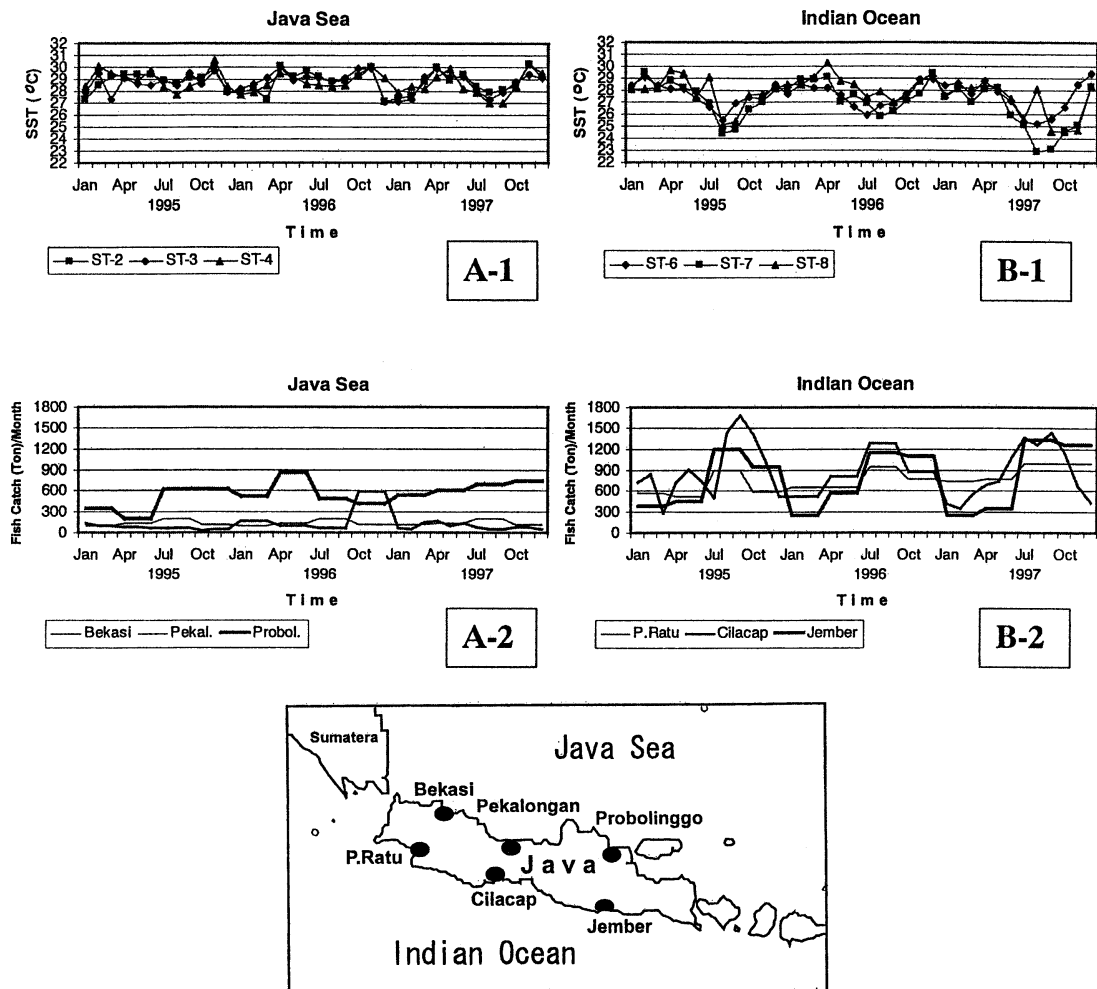 Java Sea
SST ( ºC)
32
31
30
29
28
27
26
25
24
23
22
Jan Apr Jul Oct Jan Apr Jul Oct Jan Apr Jul Oct
1995 1996 1997
Time
ST-2 ST-3 ST-4
A-1
Indian Ocean
SST (ºC)
32
31
30
29
28
27
26
25
24
23
22
Jan Apr Jul Oct Jan Apr Jul Oct Jan Apr Jul Oct
1995 1996 1997
Time
ST-6 ST-7 ST-8
B-1
Java Sea
Fish Catch (Ton)/Month
1800
1500
1200
900
600
300
0
Jan Apr Jul Oct Jan Apr Jul Oct Jan Apr Jul Oct
1995 1996 1997
Time
Bekasi Pekal. Probol.
A-2
Indian Ocean
Fish Catch (Ton)/Month
1800
1500
1200
900
600
300
0
Jan Apr Jul Oct Jan Apr Jul Oct Jan Apr Jul Oct
1995 1996 1997
Time
P.Ratu Cilacap Jember
B-2
Sumatera
Java Sea
Bekasi
Pekalongan
Probolinggo
P.Ratu
Java
Cilacap
Jember
Indian Ocean